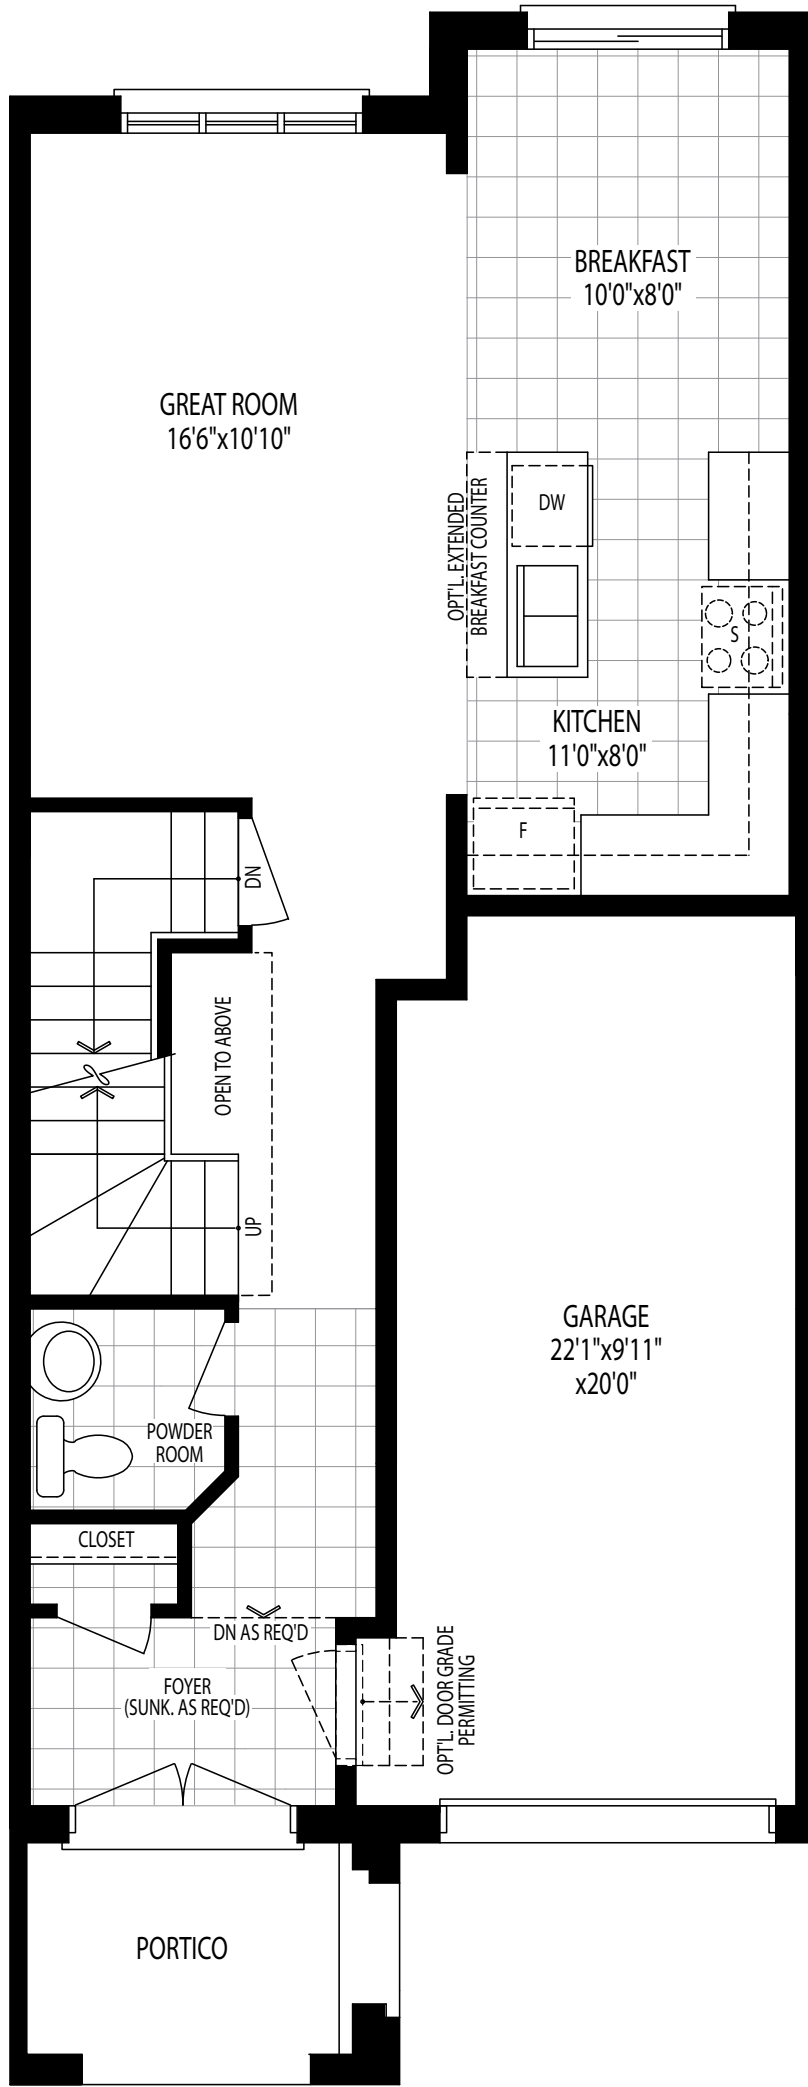 BREAKFAST
10'0"x8'0"
GREAT ROOM
16'6"x10'10"
OPT'L. EXTENDED
BREAKFAST COUNTER
DW
S
KITCHEN
11'0"x8'0"
F
DN
OPEN TO ABOVE
UP
GARAGE
22'1"x9'11"
x20'0"
POWDER
ROOM
CLOSET
DN AS REQ'D
FOYER
(SUNK. AS REQ'D)
OPT'L. DOOR GRADE
PERMITTING
PORTICO